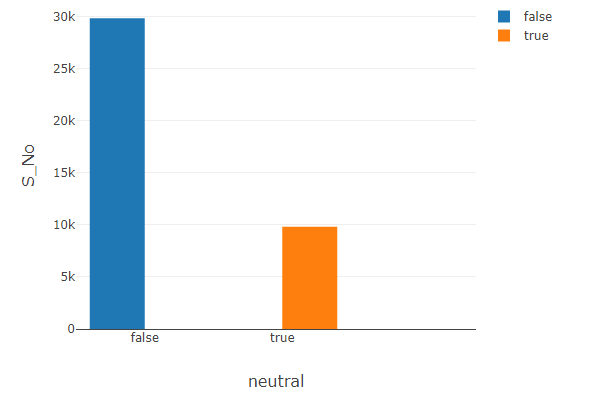 30k
25k
20k
15k
10k
5k
0
S_No
false
true
neutral
false
true